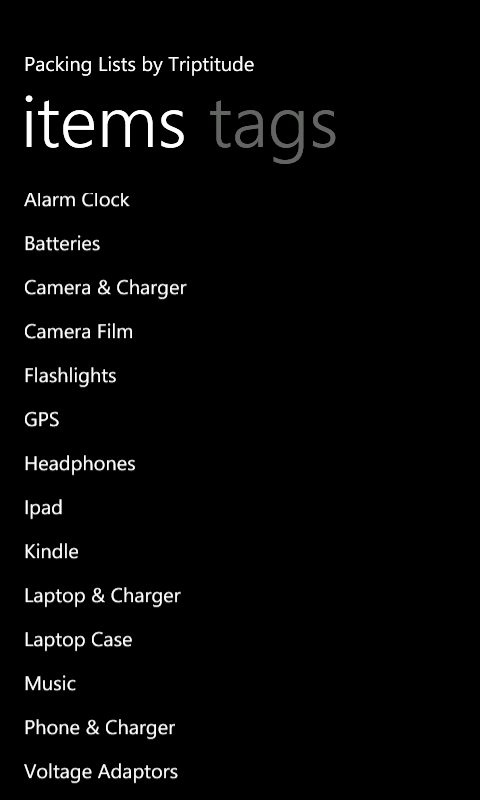 Packing Lists by Triptitude
items tags
Alarm Clock
Batteries
Camera & Charger
Camera Film
Flashlights
GPS
Headphones
Ipad
Kindle
Laptop & Charger
Laptop Case
Music
Phone & Charger
Voltage Adaptors